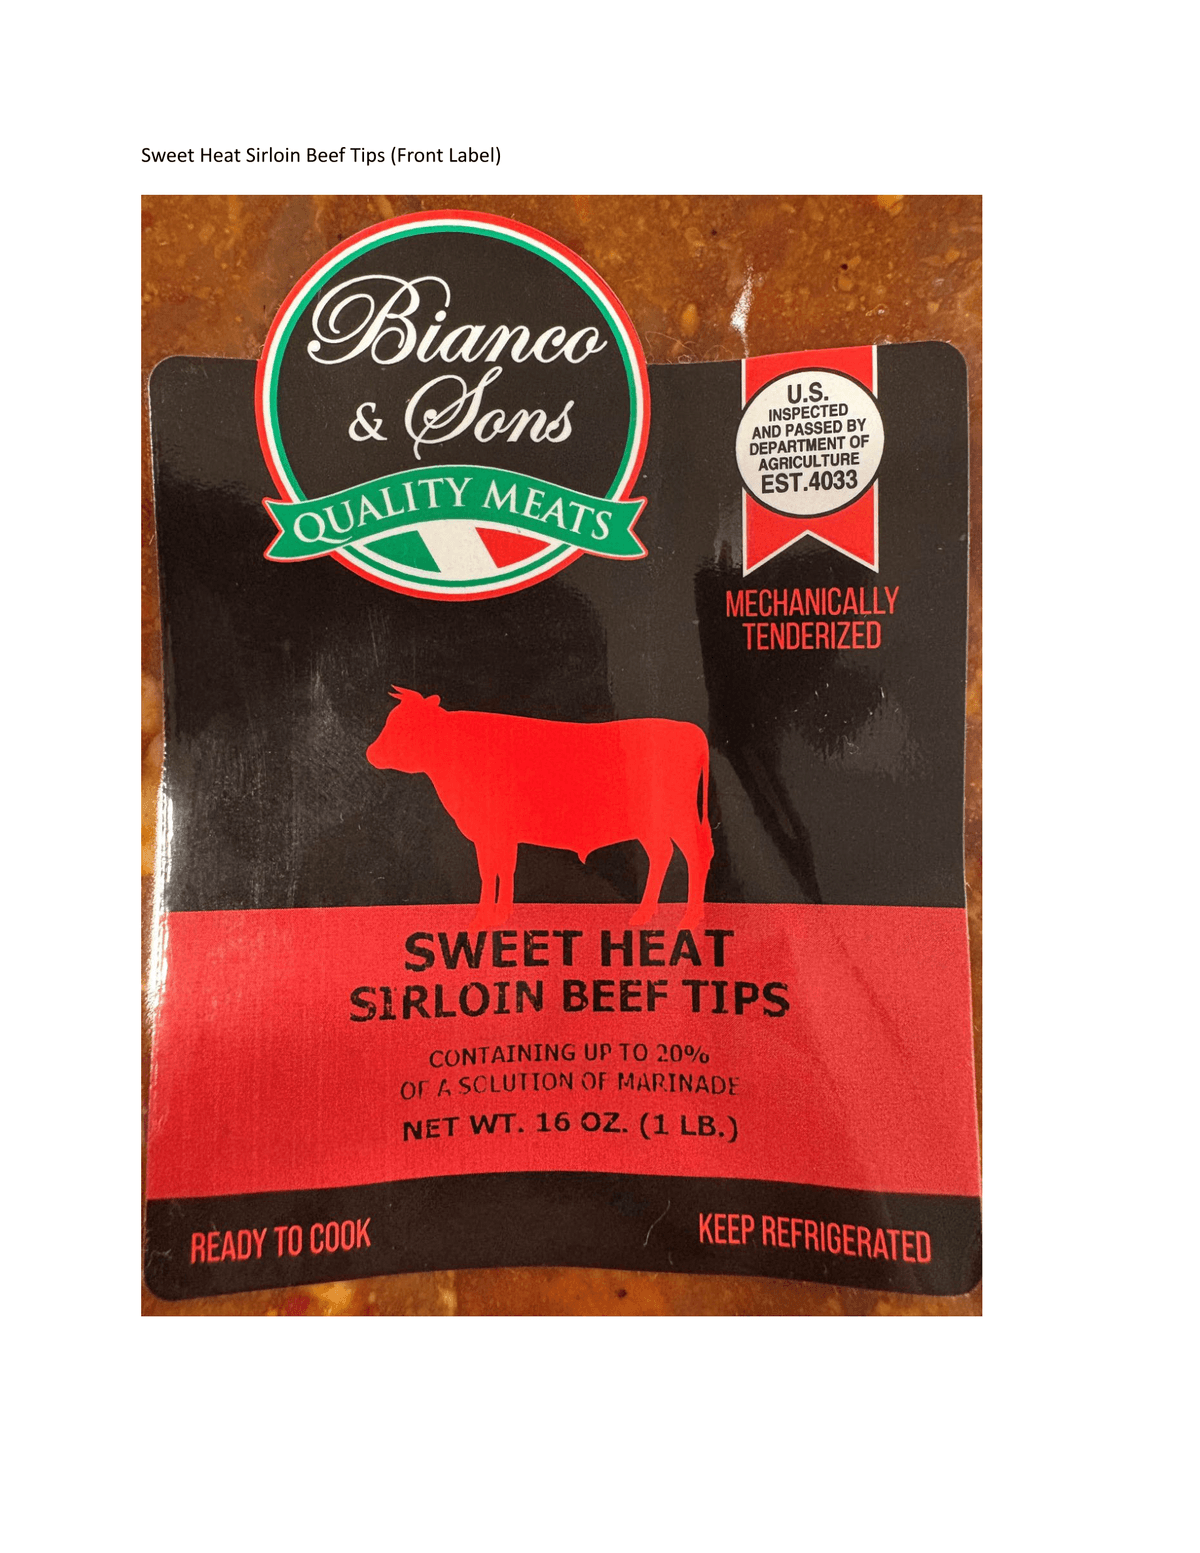 Sweet Heat Sirloin Beef Tips (Front Label)
Bianco
& Sons
QUALITY MEATS
U.S.
INSPECTED
AND PASSED BY
DEPARTMENT OF
AGRICULTURE
EST.4033
MECHANICALLY
TENDERIZED
SWEET HEAT
SIRLOIN BEEF TIPS
CONTAINING UP TO 20%
OF A SOLUTION OF MARINADE
NET WT. 16 OZ. (1 LB.)
READY TO COOK
KEEP REFRIGERATED